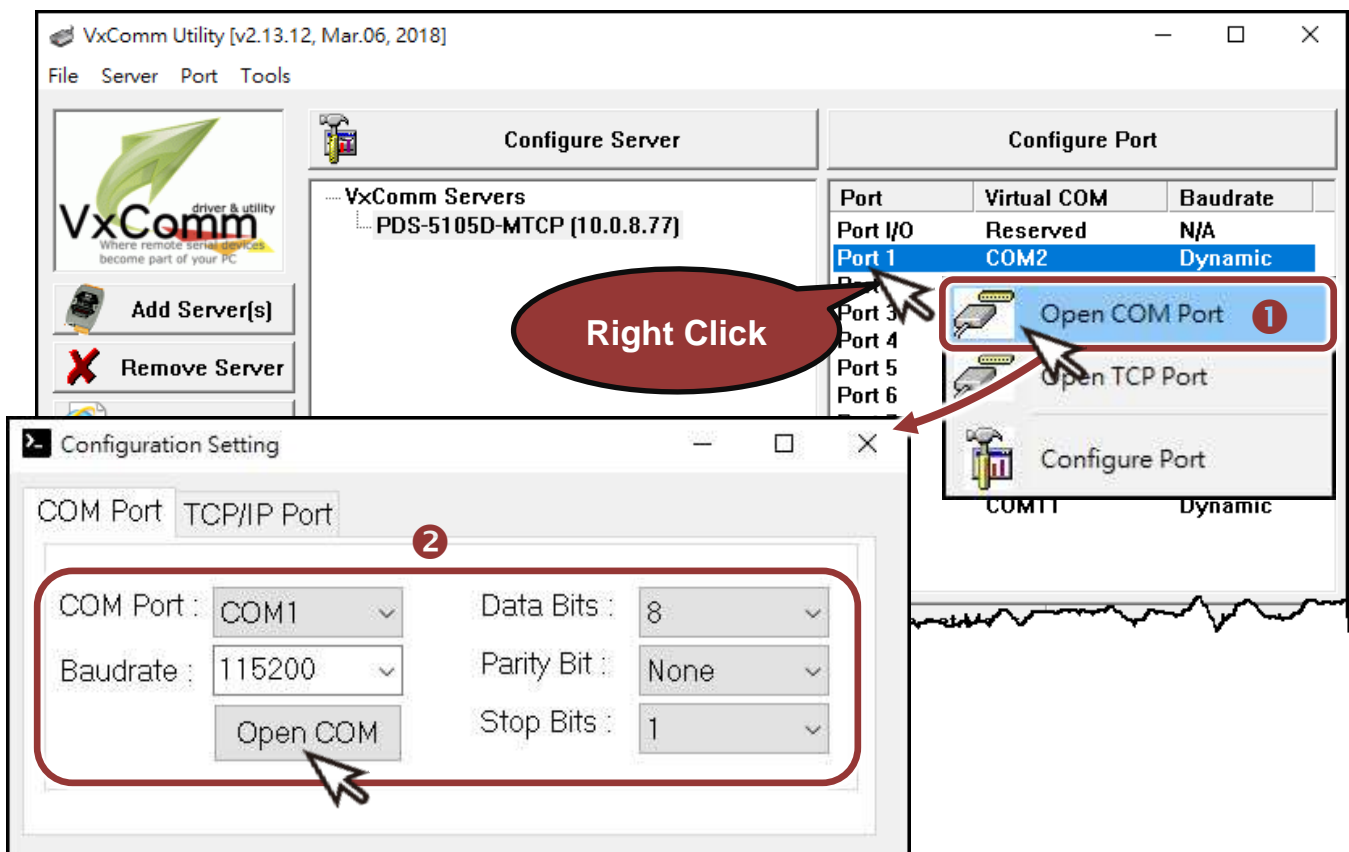 VxComm Utility [v2.13.12, Mar.06, 2018]
File Server Port Tools
VxComm
driver & utility
Where remote serial devices
become part of your PC
Add Server(s)
Remove Server
Configure Server
VxComm Servers
PDS-5105D-MTCP (10.0.8.77)
Configure Port
Port Virtual COM Baudrate
Port I/O Reserved N/A
Port 1 COM2 Dynamic
Port 3
Port 4
Port 5
Port 6
COM11 Dynamic
Right Click
Open COM Port 1
Open TCP Port
Configure Port
Configuration Setting
COM Port TCP/IP Port
2
COM Port : COM1 Data Bits : 8
Baudrate : 115200 Parity Bit : None
Open COM Stop Bits : 1